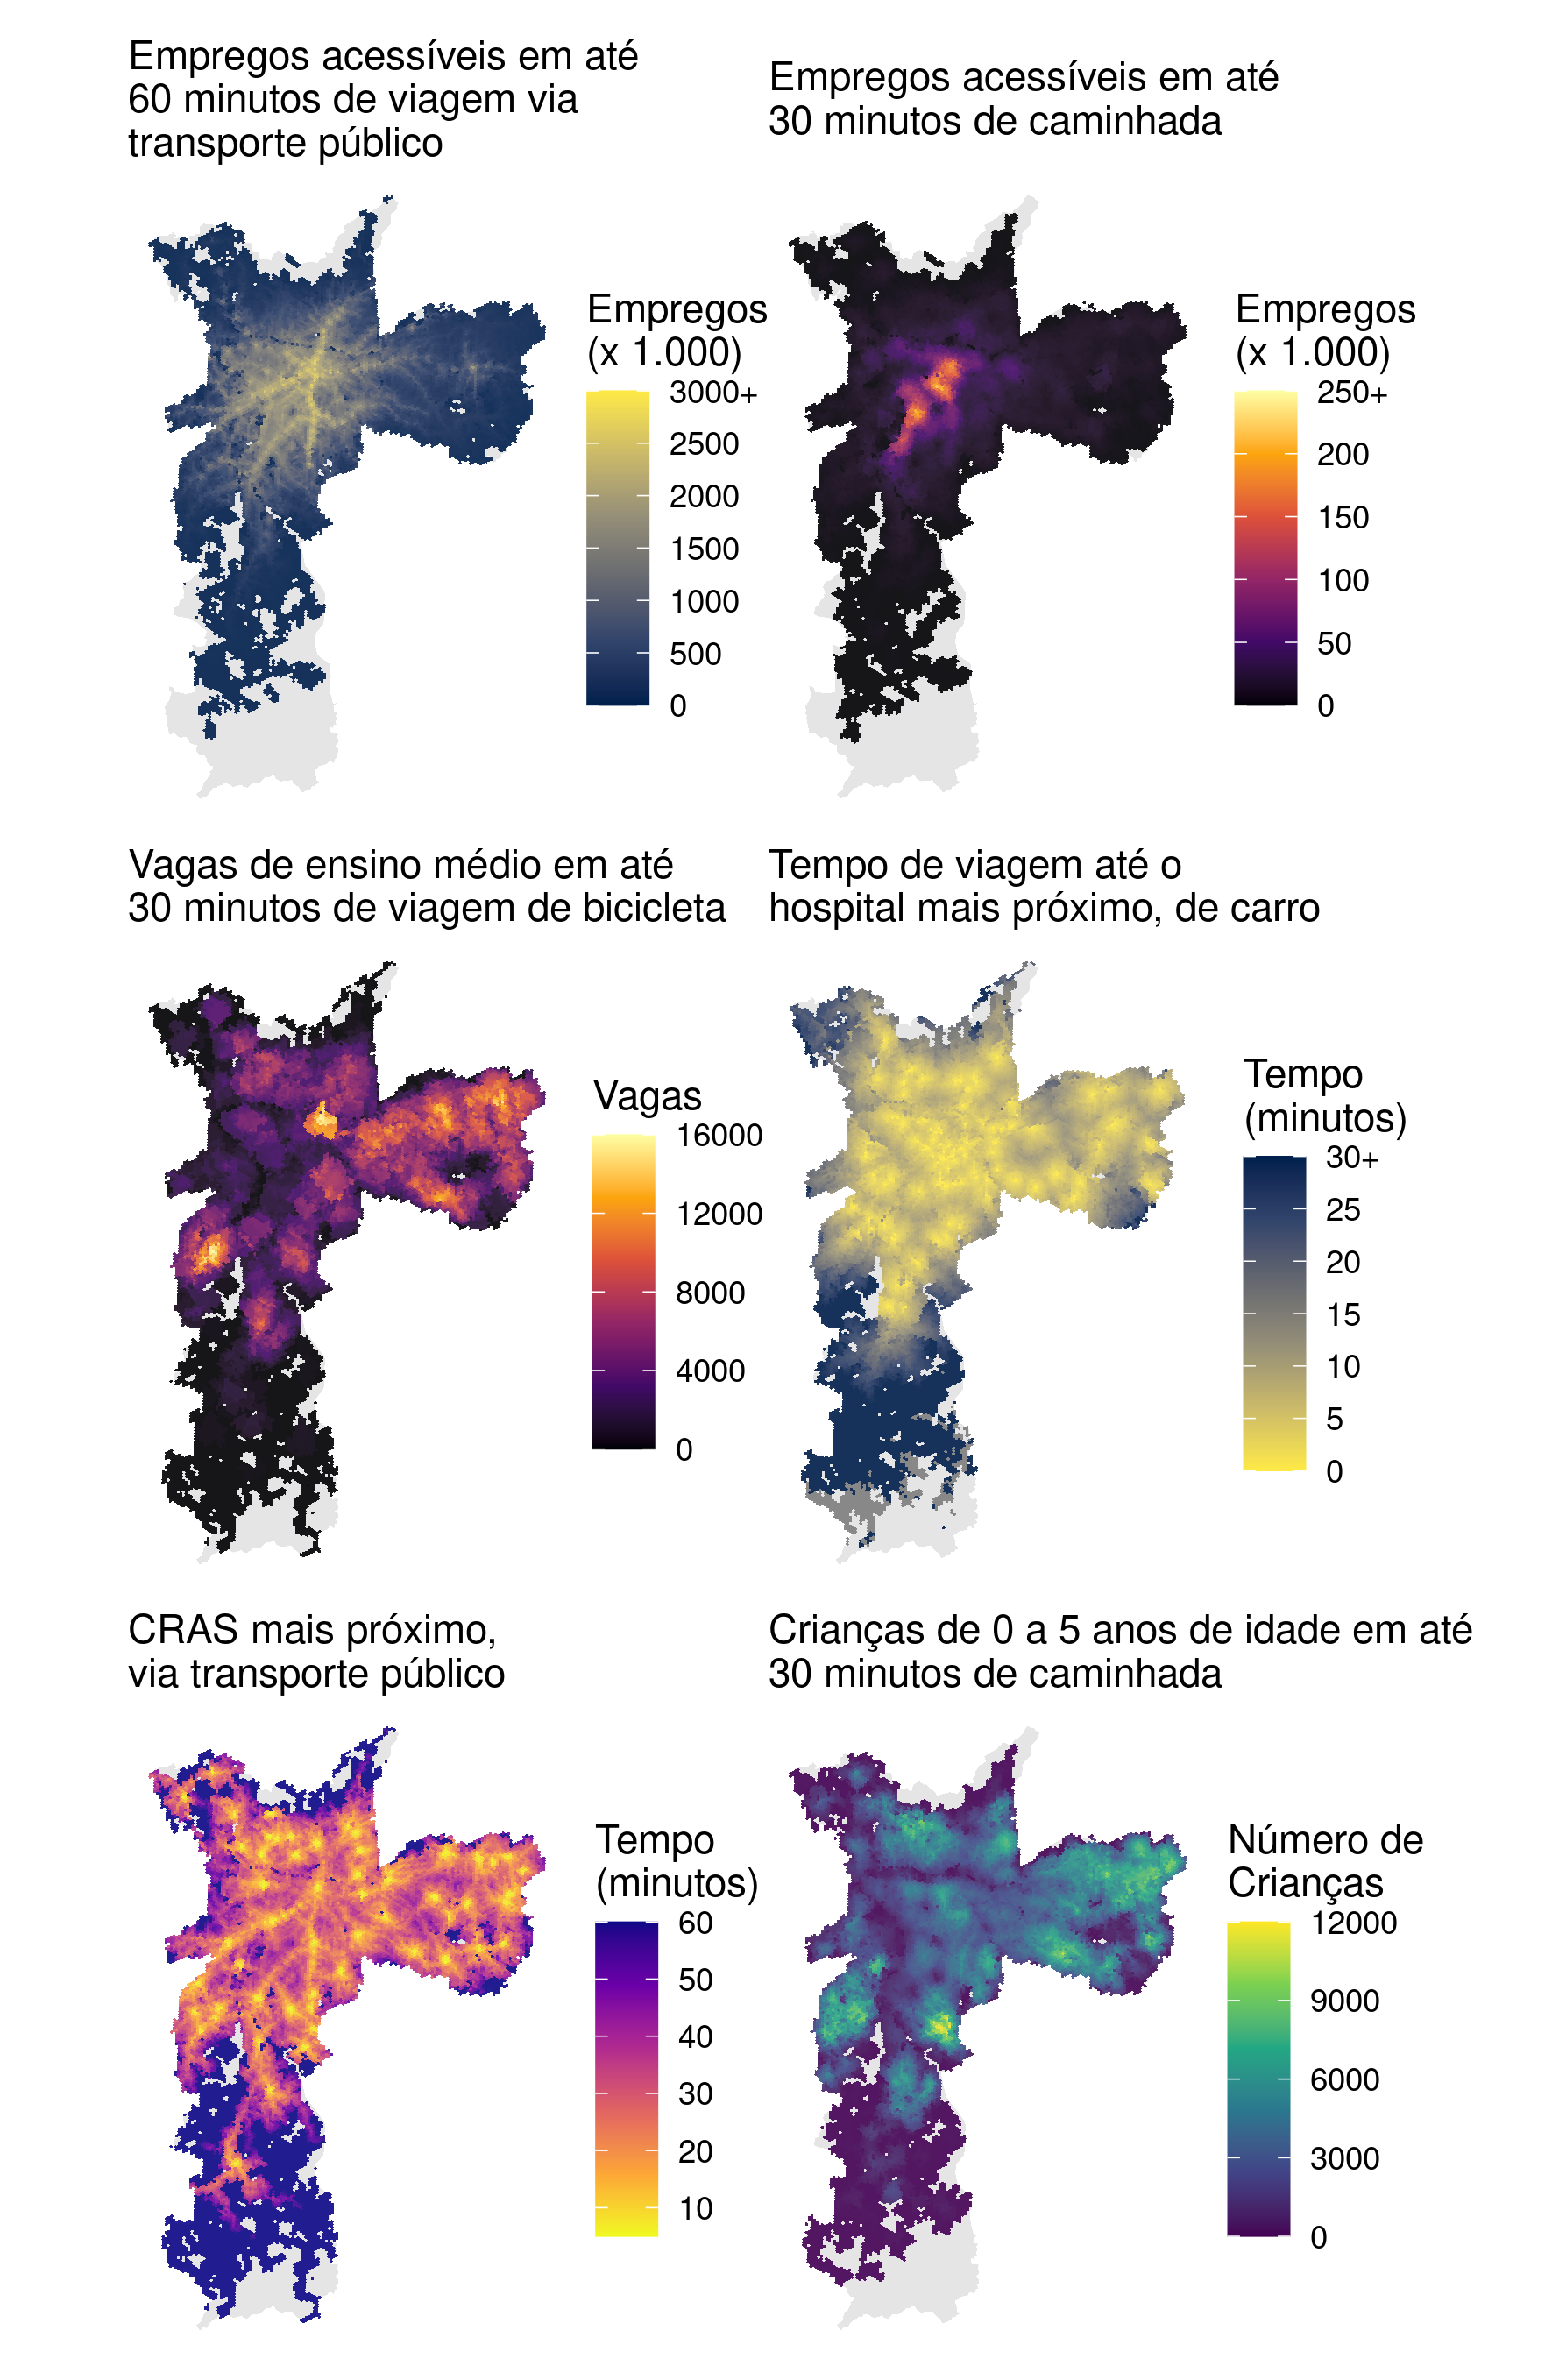 Empregos acessíveis em até
60 minutos de viagem via
transporte público
Empregos
(x 1.000)
3000+
2500
2000
1500
1000
500
0
Empregos acessíveis em até
30 minutos de caminhada
Empregos
(x 1.000)
250+
200
150
100
50
0
Vagas de ensino médio em até
30 minutos de viagem de bicicleta
Vagas
16000
12000
8000
4000
0
Tempo de viagem até o
hospital mais próximo, de carro
Tempo
(minutos)
30+
25
20
15
10
5
0
CRAS mais próximo,
via transporte público
Tempo
(minutos)
60
50
40
30
20
10
Crianças de 0 a 5 anos de idade em até
30 minutos de caminhada
Número de
Crianças
12000
9000
6000
3000
0